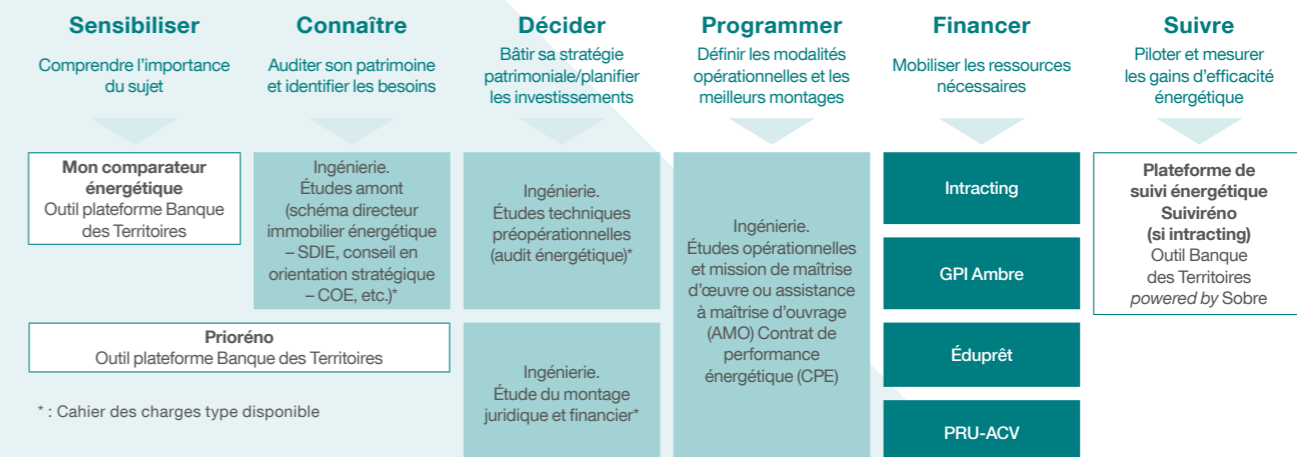 Sensibiliser
Comprendre l'importance
du sujet
Connaître
Auditer son patrimoine
et identifier les besoins
Décider
Bâtir sa stratégie
patrimoniale/planifier
les investissements
Programmer
Définir les modalités
opérationnelles et les
meilleurs montages
Financer
Mobiliser les ressources
nécessaires
Suivre
Piloter et mesurer
les gains d'efficacité
énergétique
Mon comparateur
énergétique
Outil plateforme Banque
des Territoires
Ingénierie.
Études amont
(schéma directeur
immobilier énergétique
– SDIE, conseil en
orientation stratégique
– COE, etc.)*
Prioréno
Outil plateforme Banque des Territoires
Ingénierie.
Études techniques
préopérationnelles
(audit énergétique)*
Ingénierie.
Étude du montage
juridique et financier*
Ingénierie.
Études opérationnelles
et mission de maîtrise
d'œuvre ou assistance
à maîtrise d'ouvrage
(AMO) Contrat de
performance
énergétique (CPE)
Intracting
GPI Ambre
Éduprêt
PRU-ACV
Plateforme de
suivi énergétique
Suiviréno
(si intracting)
Outil Banque
des Territoires
powered by Sobre
* : Cahier des charges type disponible